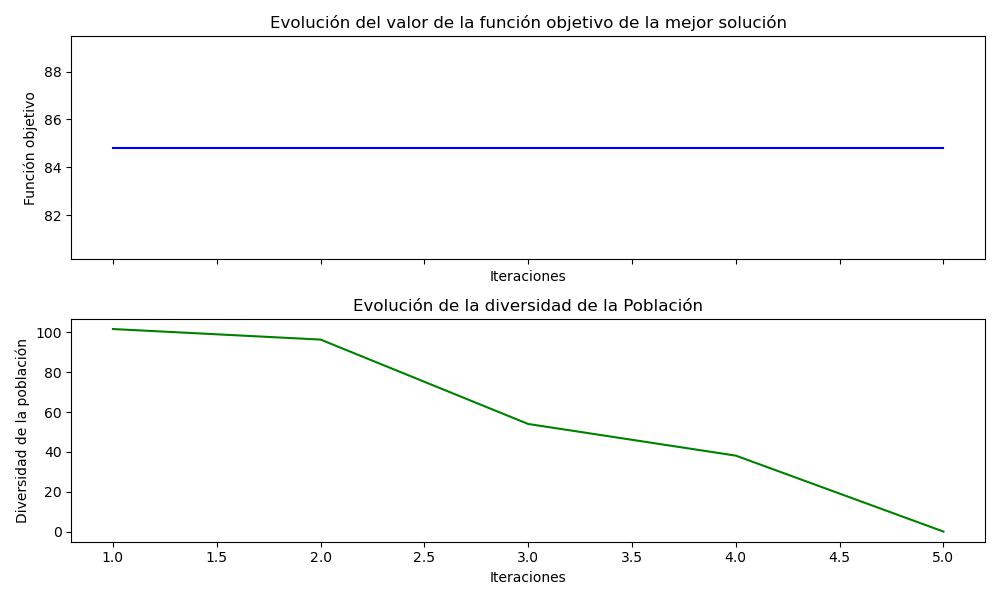 Evolución del valor de la función objetivo de la mejor solución
Función objetivo
88
86
84
82
Iteraciones
Evolución de la diversidad de la Población
Diversidad de la población
100
80
60
40
20
0
1.0 1.5 2.0 2.5 3.0 3.5 4.0 4.5 5.0
Iteraciones